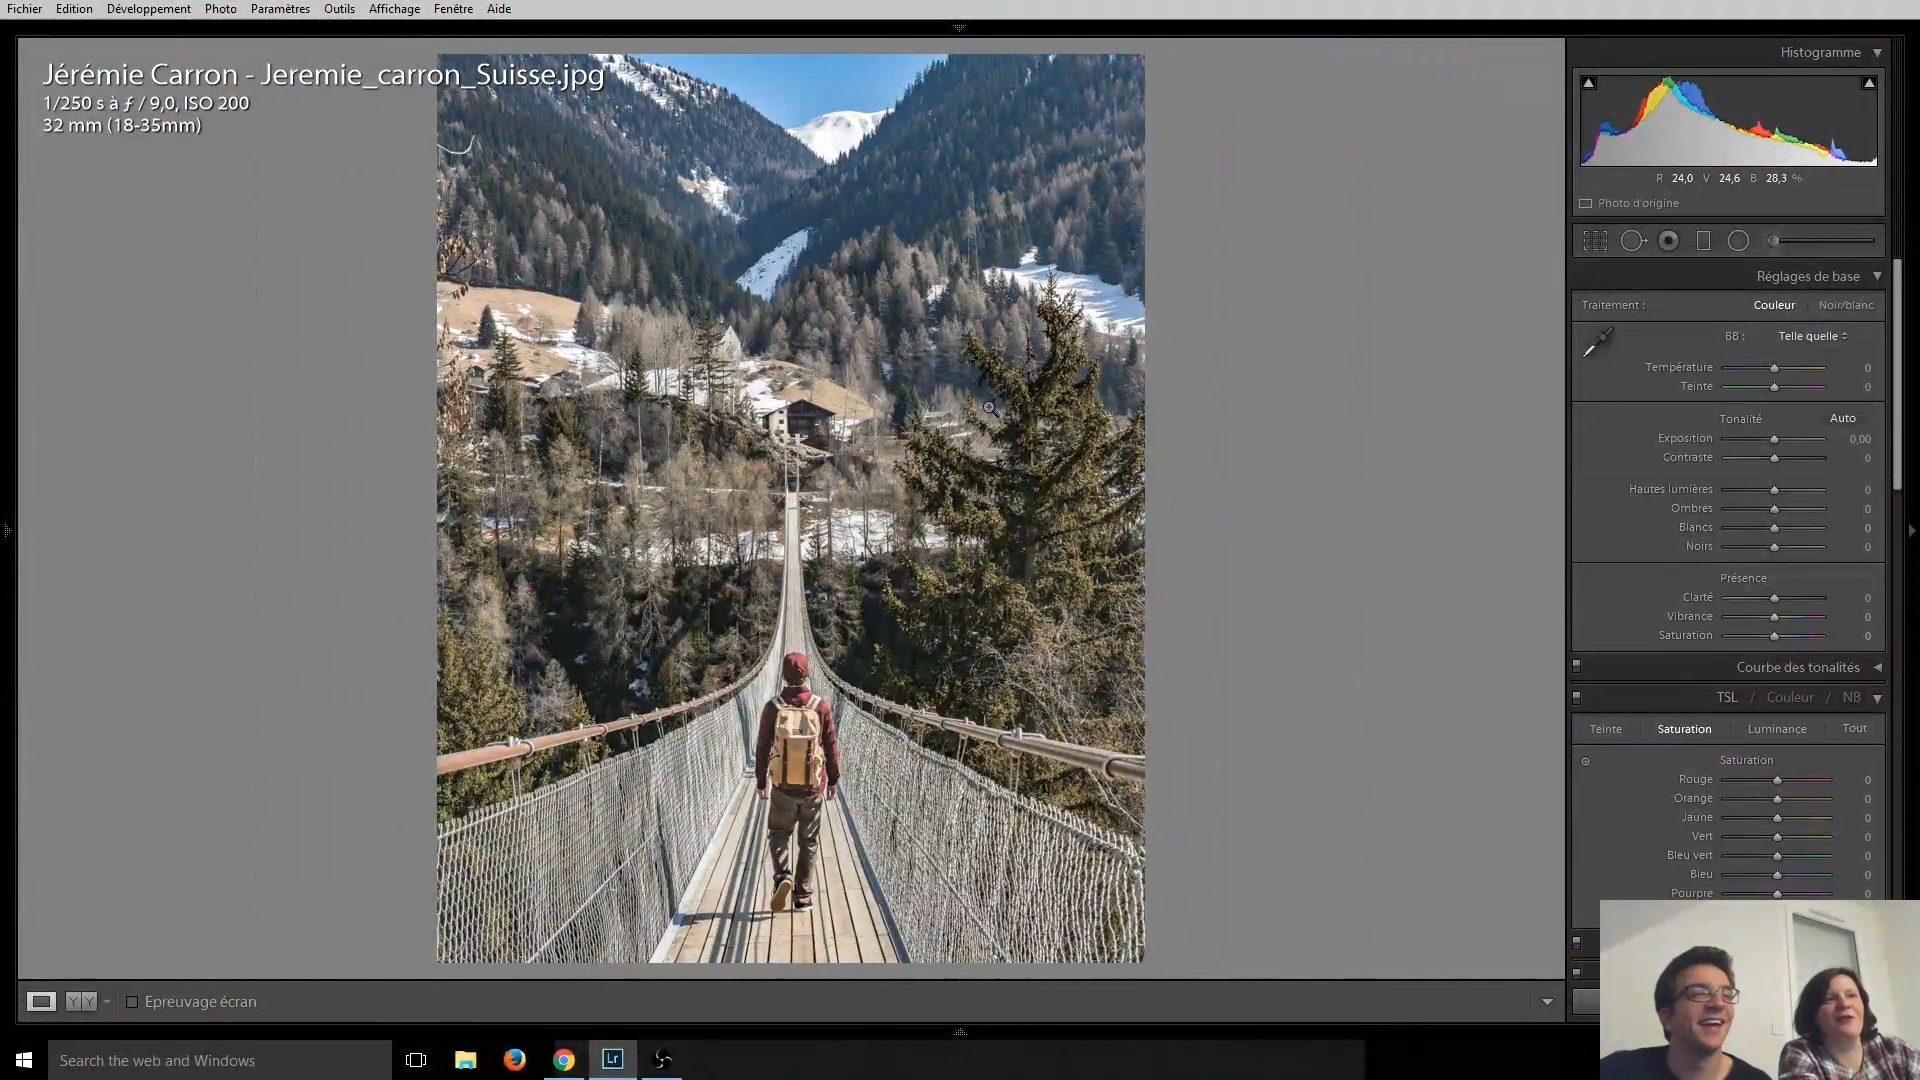 Fichier Edition Développement Photo Paramètres Outils Affichage Fenêtre Aide
Jérémie Carron - Jeremie_carron_Suisse.jpg
1/250 s à ƒ / 9,0, ISO 200
32 mm (18-35mm)
Histogramme
R 24,0 V 24,6 B 28,3 %
Photo d'origine
Réglages de base
Traitement : Couleur Noir/blanc
BB : Telle quelle
Température 0
Teinte 0
Tonalité Auto
Exposition 0,00
Contraste 0
Hautes lumières 0
Ombres 0
Blancs 0
Noirs 0
Présence
Clarté 0
Vibrance 0
Saturation 0
Courbe des tonalités
TSL / Couleur / NB
Teinte Saturation Luminance Tout
Saturation
Rouge 0
Orange 0
Jaune 0
Vert 0
Bleu vert 0
Bleu 0
Pourpre 0
YY Epreuvage écran
Search the web and Windows
Lr